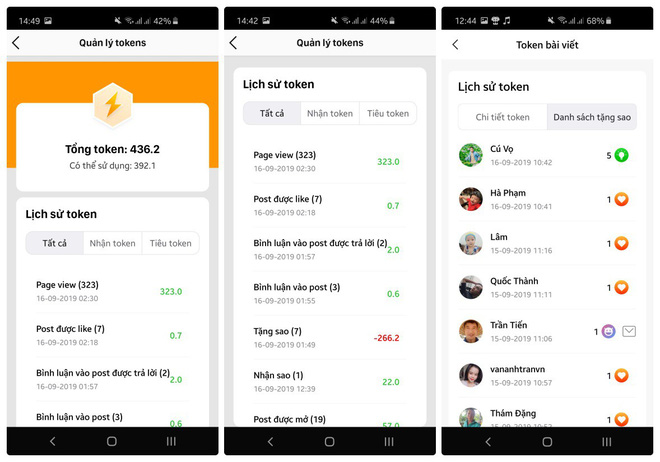 14:49 42%
Quản lý tokens
Tổng token: 436.2
Có thể sử dụng: 392.1
Lịch sử token
Tất cả Nhận token Tiêu token
Page view (323)
16-09-2019 02:30 323.0
Post được like (7)
16-09-2019 02:18 0.7
Bình luận vào post được trả lời (2)
16-09-2019 01:57 2.0
Bình luận vào post (3)
0.6
14:42 44%
Quản lý tokens
Lịch sử token
Tất cả Nhận token Tiêu token
Page view (323)
16-09-2019 02:30 323.0
Post được like (7)
16-09-2019 02:18 0.7
Bình luận vào post được trả lời (2)
16-09-2019 01:57 2.0
Bình luận vào post (3)
16-09-2019 01:55 0.6
Tặng sao (7)
16-09-2019 01:49 -266.2
Nhận sao (1)
16-09-2019 12:39 22.0
Post được mở (19)
57.0
12:44 68%
Token bài viết
Lịch sử token
Chi tiết token Danh sách tặng sao
Cú Vọ
16-09-2019 10:42 5
Hà Phạm
16-09-2019 10:41 1
Lâm
15-09-2019 11:16 1
Quốc Thành
15-09-2019 11:11 1
Trần Tiến
15-09-2019 11:06 1
vananhtranvn
15-09-2019 10:57 1
Thắm Đặng
15-09-2019 10:52 1